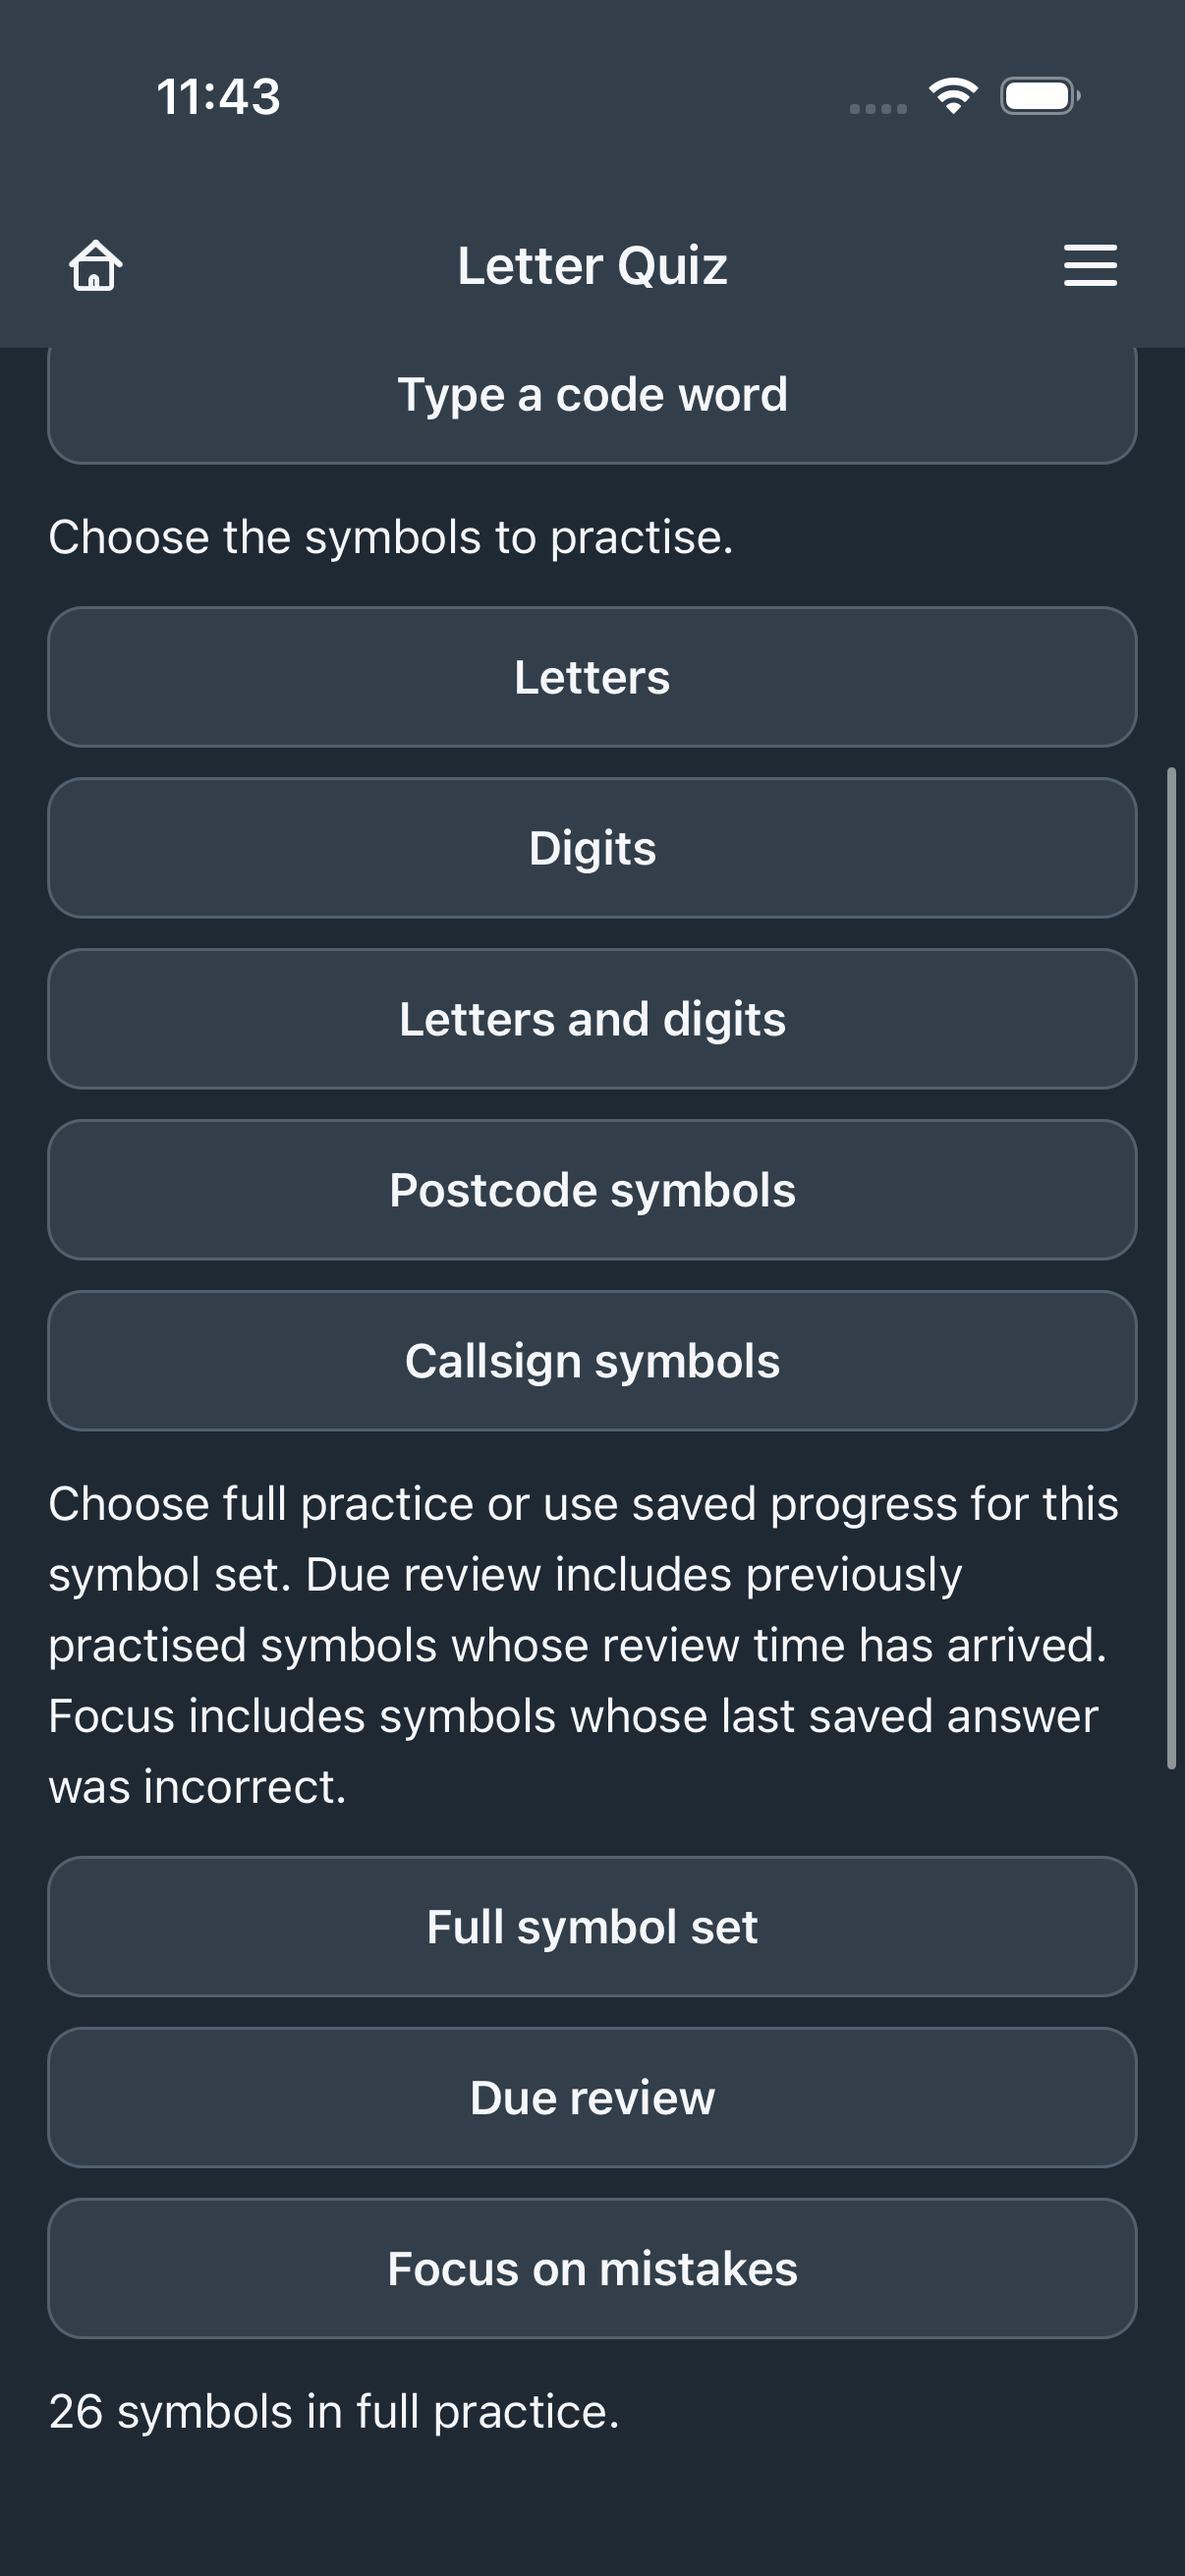 11:43
Letter Quiz
Type a code word
Choose the symbols to practise.
Letters
Digits
Letters and digits
Postcode symbols
Callsign symbols
Choose full practice or use saved progress for this
symbol set. Due review includes previously
practised symbols whose review time has arrived.
Focus includes symbols whose last saved answer
was incorrect.
Full symbol set
Due review
Focus on mistakes
26 symbols in full practice.